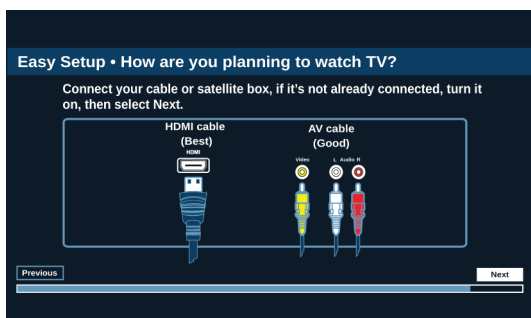 Easy Setup • How are you planning to watch TV?
Connect your cable or satellite box, if it's not already connected, turn it
on, then select Next.
HDMI cable
(Best)
HDMI
AV cable
(Good)
Video L Audio R
Previous
Next